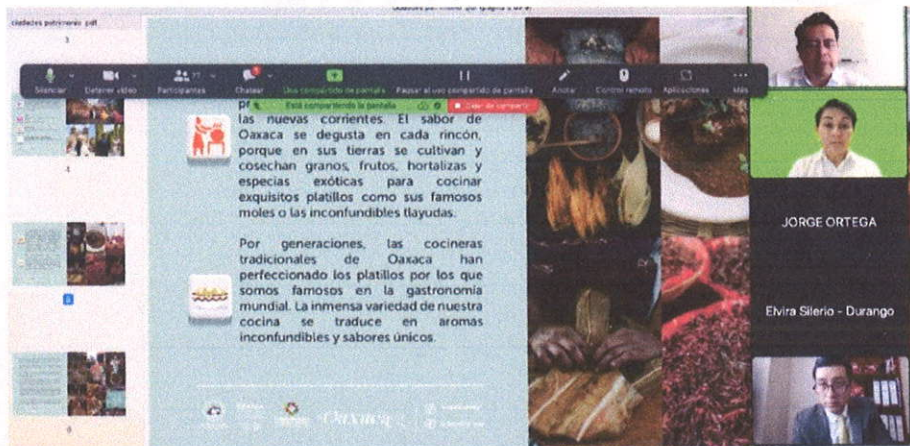 ciudades patrimonio .pdf
3
4
5
6
Silenciar
Detener video
Participantes
Chatear
Uso compartido de pantalla
Pausar el uso compartido de pantalla
Anotar
Control remoto
Aplicaciones
Más
Está compartiendo la pantalla
Dejar de compartir
las nuevas corrientes. El sabor de
Oaxaca se degusta en cada rincón,
porque en sus tierras se cultivan y
cosechan granos, frutos, hortalizas y
especias exóticas para cocinar
exquisitos platillos como sus famosos
moles o las inconfundibles tlayudas.
Por generaciones, las cocineras
tradicionales de Oaxaca han
perfeccionado los platillos por los que
somos famosos en la gastronomía
mundial. La inmensa variedad de nuestra
cocina se traduce en aromas
inconfundibles y sabores únicos.
Oaxaca
JORGE ORTEGA
Elvira Silerio - Durango